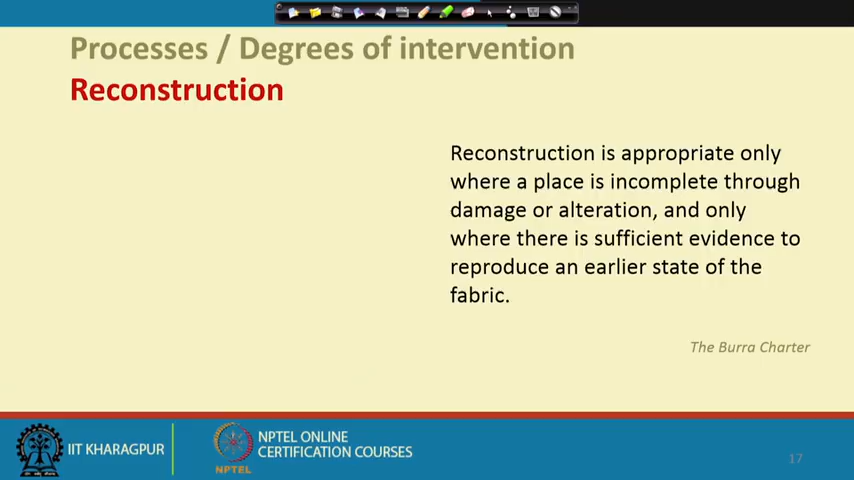 Processes / Degrees of intervention
Reconstruction
Reconstruction is appropriate only
where a place is incomplete through
damage or alteration, and only
where there is sufficient evidence to
reproduce an earlier state of the
fabric.
The Burra Charter
IIT KHARAGPUR
NPTEL
NPTEL ONLINE
CERTIFICATION COURSES
17